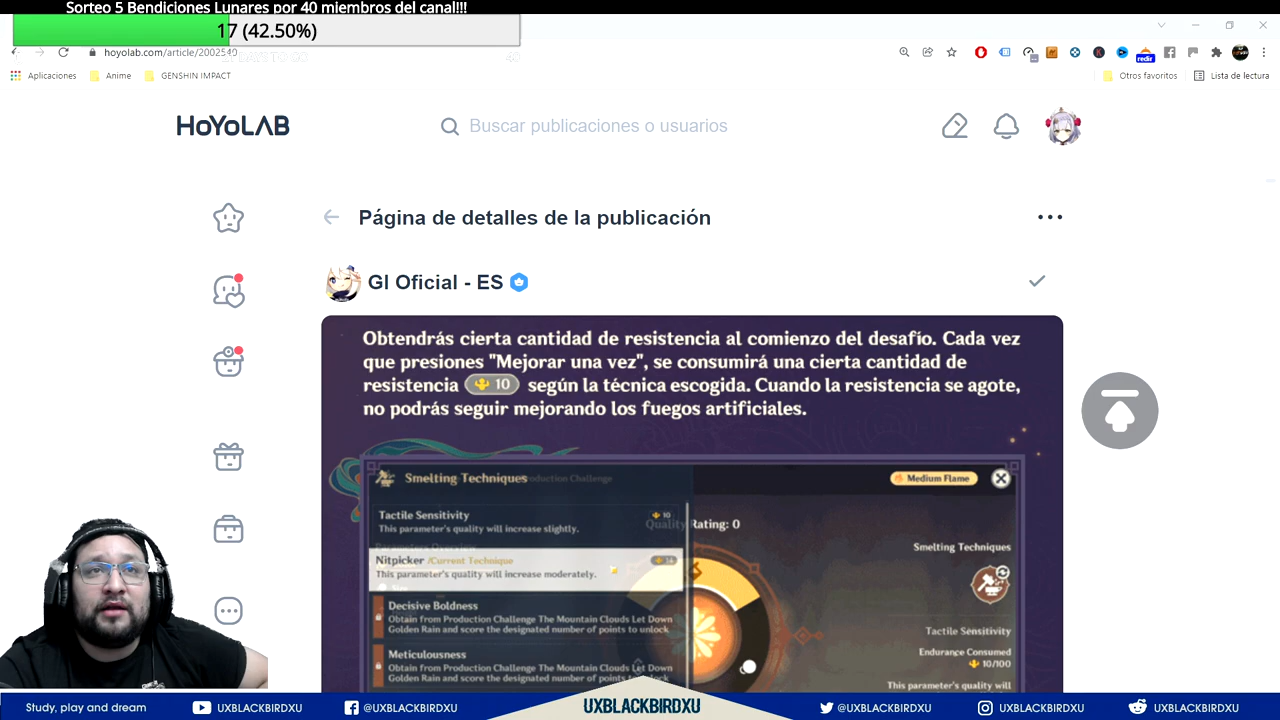 Sorteo 5 Bendiciones Lunares por 40 miembros del canal!!!
17 (42.50%)
hoyolab.com/article/2002540
40
redir
Aplicaciones
Anime
GENSHIN IMPACT
Otros favoritos
Lista de lectura
HoYoLAB
Buscar publicaciones o usuarios
Página de detalles de la publicación
GI Oficial - ES
Obtendrás cierta cantidad de resistencia al comienzo del desafío. Cada vez
que presiones "Mejorar una vez", se consumirá una cierta cantidad de
resistencia 10 según la técnica escogida. Cuando la resistencia se agote,
no podrás seguir mejorando los fuegos artificiales.
Smelting Techniques
Production Challenge
Medium Flame
Tactile Sensitivity
10
This parameter's quality will increase slightly.
Quality Rating: 0
Parameters Overview
Smelting Techniques
Nitpicker /Current Technique
This parameter's quality will increase moderately.
Decisive Boldness
Obtain from Production Challenge The Mountain Clouds Let Down
Golden Rain and score the designated number of points to unlock
Tactile Sensitivity
Endurance Consumed
10/100
Meticulousness
Obtain from Production Challenge The Mountain Clouds Let Down
Golden Rain and score the designated number of points to unlock
This parameter's quality will
Study, play and dream
UXBLACKBIRDXU
@UXBLACKBIRDXU
UXBLACKBIRDXU
@UXBLACKBIRDXU
UXBLACKBIRDXU
UXBLACKBIRDXU